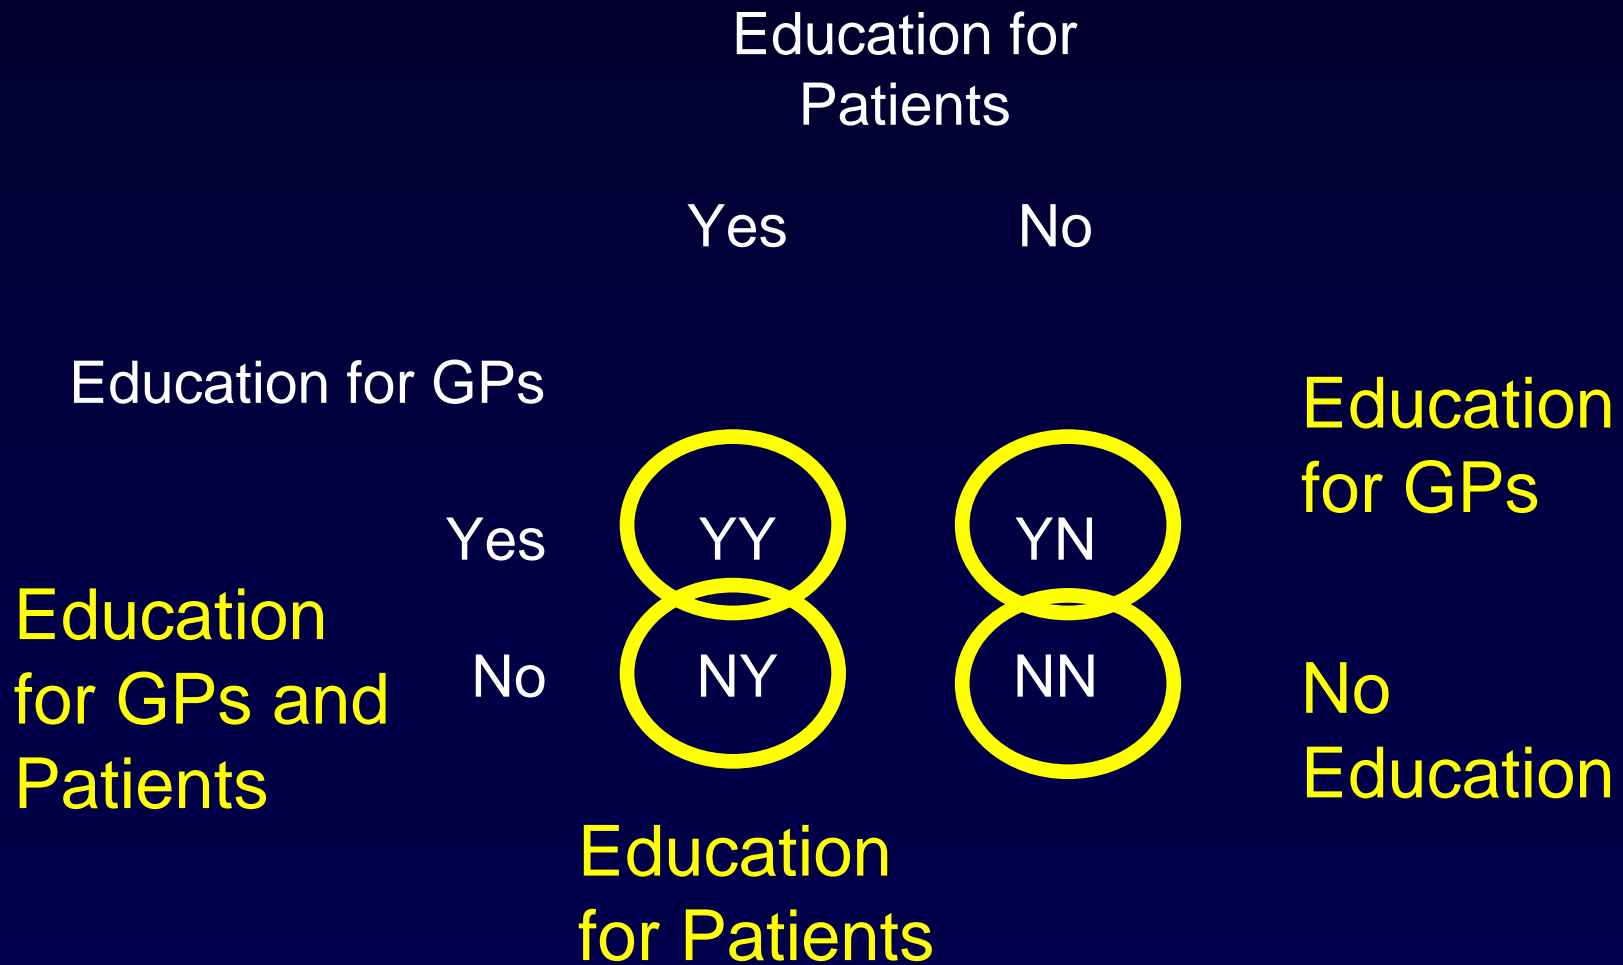 Education for
Patients
Yes No
Education for GPs
Education
for GPs
Yes YY YN
Education
for GPs and
Patients
No NY NN
No
Education
Education
for Patients